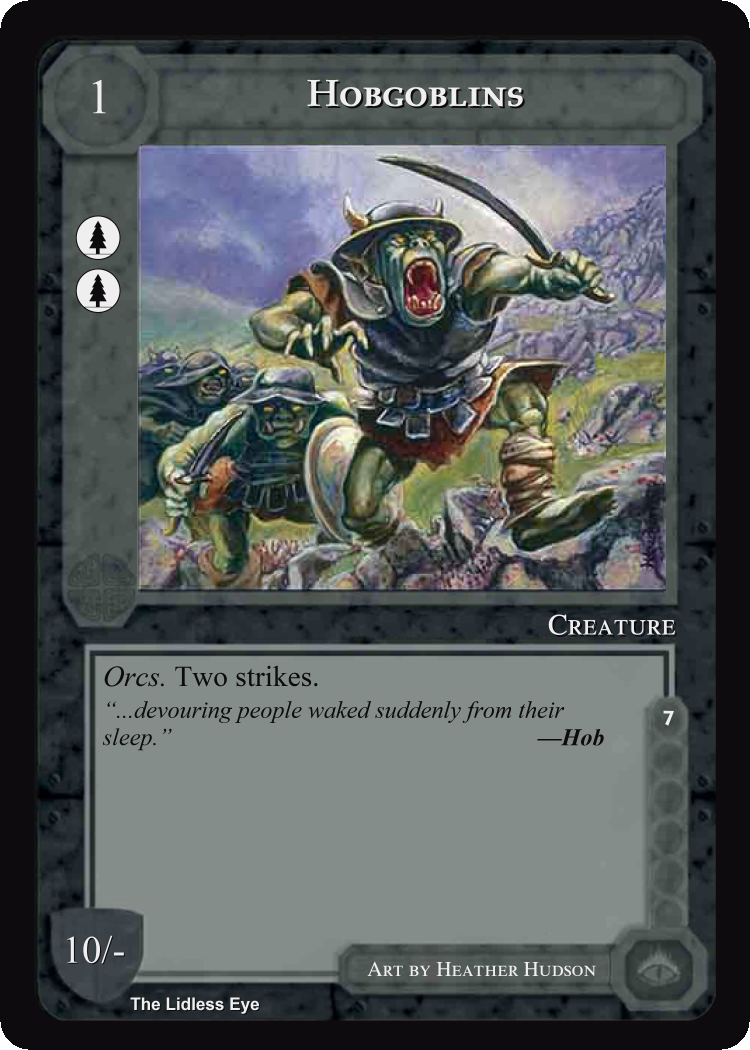 1
HOBGOBLINS
CREATURE
Orcs. Two strikes.
“...devouring people waked suddenly from their
sleep.” —Hob
7
10/-
ART BY HEATHER HUDSON
The Lidless Eye